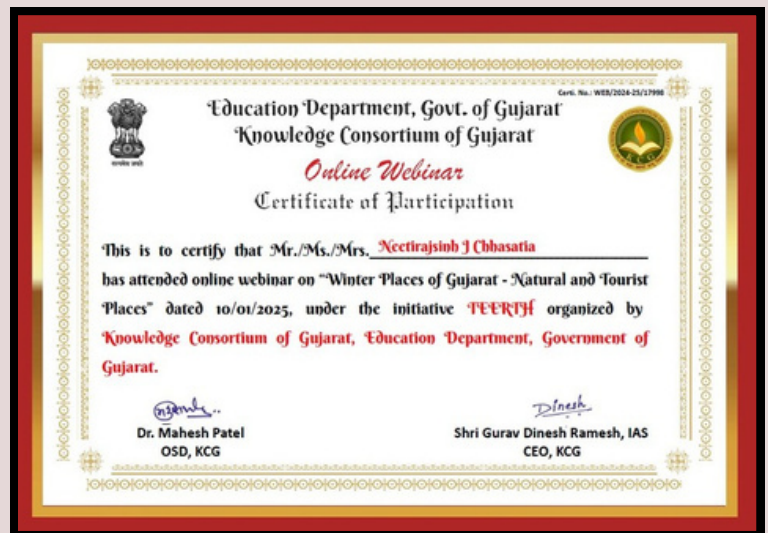 Certi. No.: WEB/2024-25/17998
Education Department, Govt. of Gujarat
Knowledge Consortium of Gujarat
Online Webinar
Certificate of Participation
This is to certify that Mr./Ms./Mrs. Neetirajsinh J Chhasatia
has attended online webinar on "Winter Places of Gujarat - Natural and Tourist
Places" dated 10/01/2025, under the initiative TEERTH organized by
Knowledge Consortium of Gujarat, Education Department, Government of
Gujarat.
Dinesh
Dr. Mahesh Patel
Shri Gurav Dinesh Ramesh, IAS
OSD, KCG
CEO, KCG